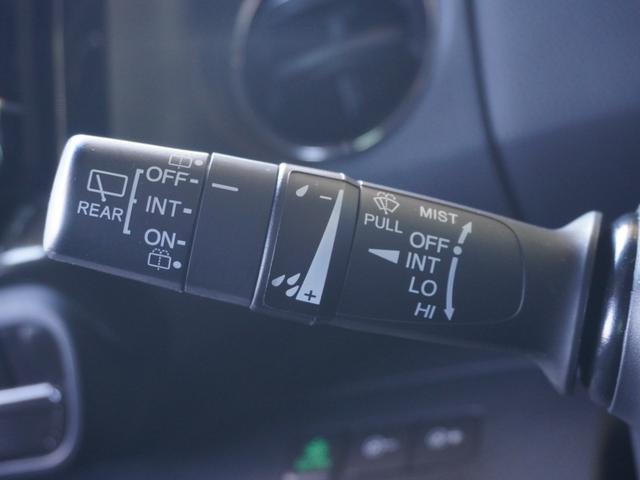 REAR
OFF
INT
ON
− +
PULL
MIST
OFF
INT
LO
HI